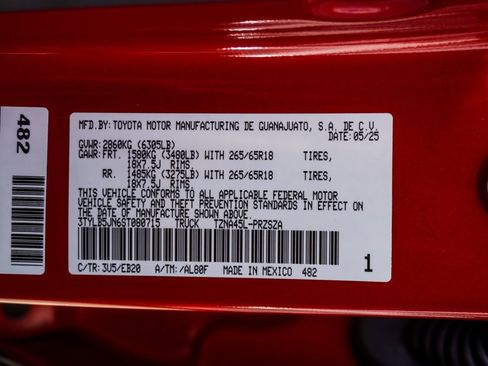 482
MFD.BY:TOYOTA MOTOR MANUFACTURING DE GUANAJUATO, S.A. DE C.V.
05/25
GVWR:2860KG (6305LB)
GAWR:FRT. 1580KG (3480LB) WITH 265/65R18 TIRES,
18X7.5J RIMS.
RR. 1485KG (3275LB) WITH 265/65R18 TIRES,
18X7.5J RIMS.
THIS VEHICLE CONFORMS TO ALL APPLICABLE FEDERAL MOTOR
VEHICLE SAFETY AND THEFT PREVENTION STANDARDS IN EFFECT ON
THE DATE OF MANUFACTURE SHOWN ABOVE.
3TYLB5JN6ST080715 TRUCK TZNA45L-PRZSZA
C/TR: 3U5/EB20 A/TM: /AL80F MADE IN MEXICO 482
1